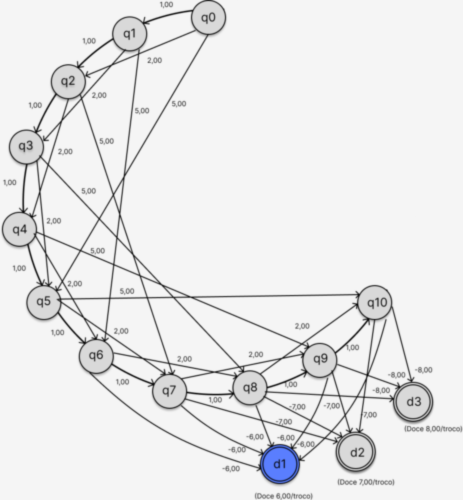 1,00
q0
q1
1,00
2,00
q2
2,00
5,00
5,00
1,00
5,00
q3
2,00
1,00
5,00
2,00
q4
5,00
1,00
5,00
q5
q10
2,00
2,00
1,00
1,00
q6
2,00
2,00
q9
1,00
-8,00
q7
q8
1,00
-8,00
1,00
-8,00
-7,00
-7,00
-7,00
d3
(Doce 8,00/troco)
-6,00
-6,00
-6,00
-6,00
-6,00
d2
d1
(Doce 7,00/troco)
(Doce 6,00/troco)